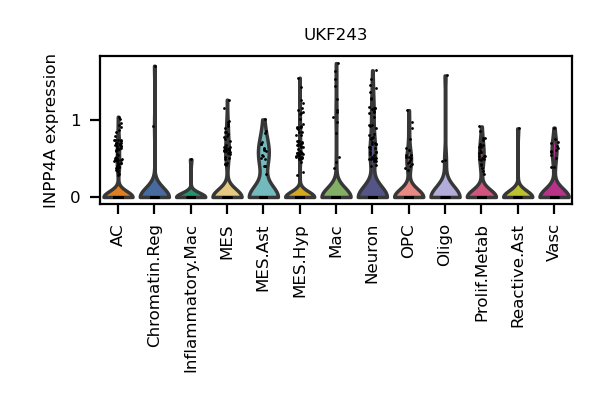 UKF243
INPP4A expression
1
0
AC
Chromatin.Reg
Inflammatory.Mac
MES
MES.Ast
MES.Hyp
Mac
Neuron
OPC
Oligo
Prolif.Metab
Reactive.Ast
Vasc